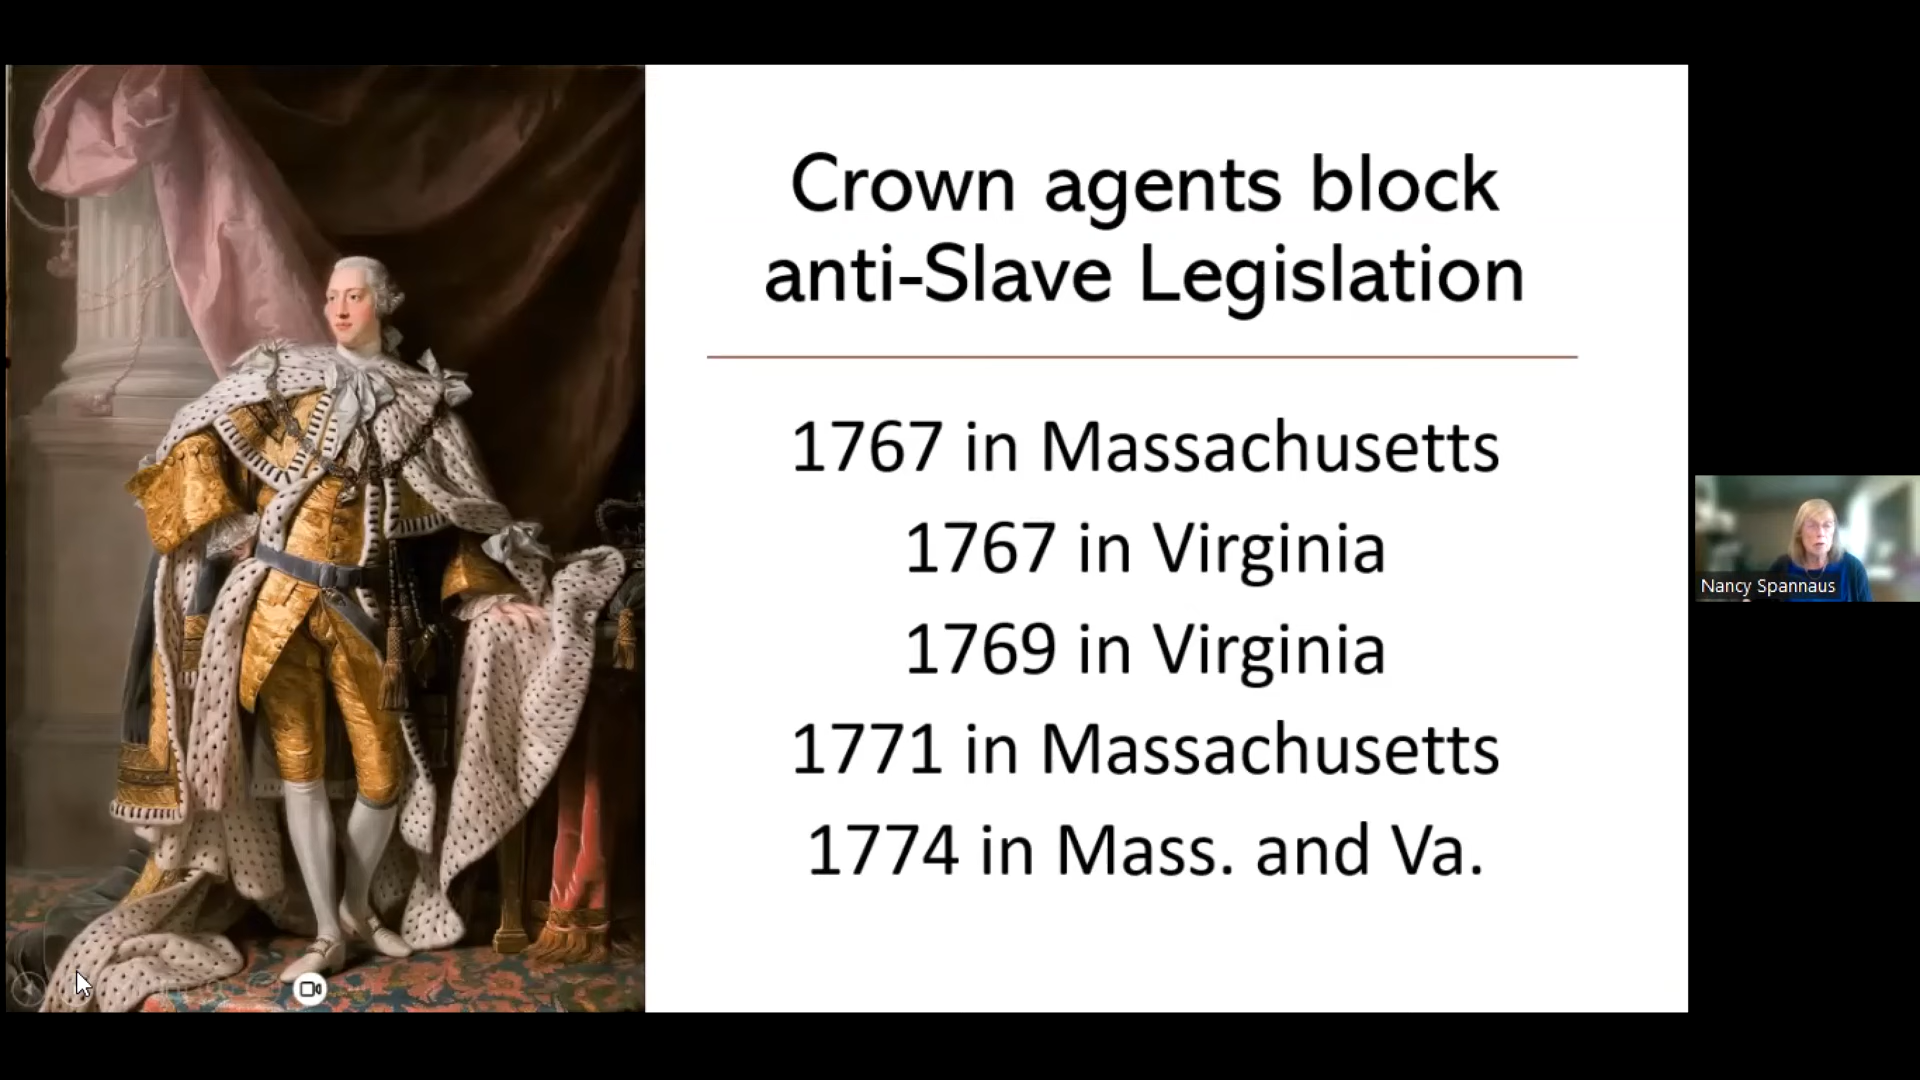 Crown agents block
anti-Slave Legislation
1767 in Massachusetts
1767 in Virginia
1769 in Virginia
1771 in Massachusetts
1774 in Mass. and Va.
Nancy Spannaus